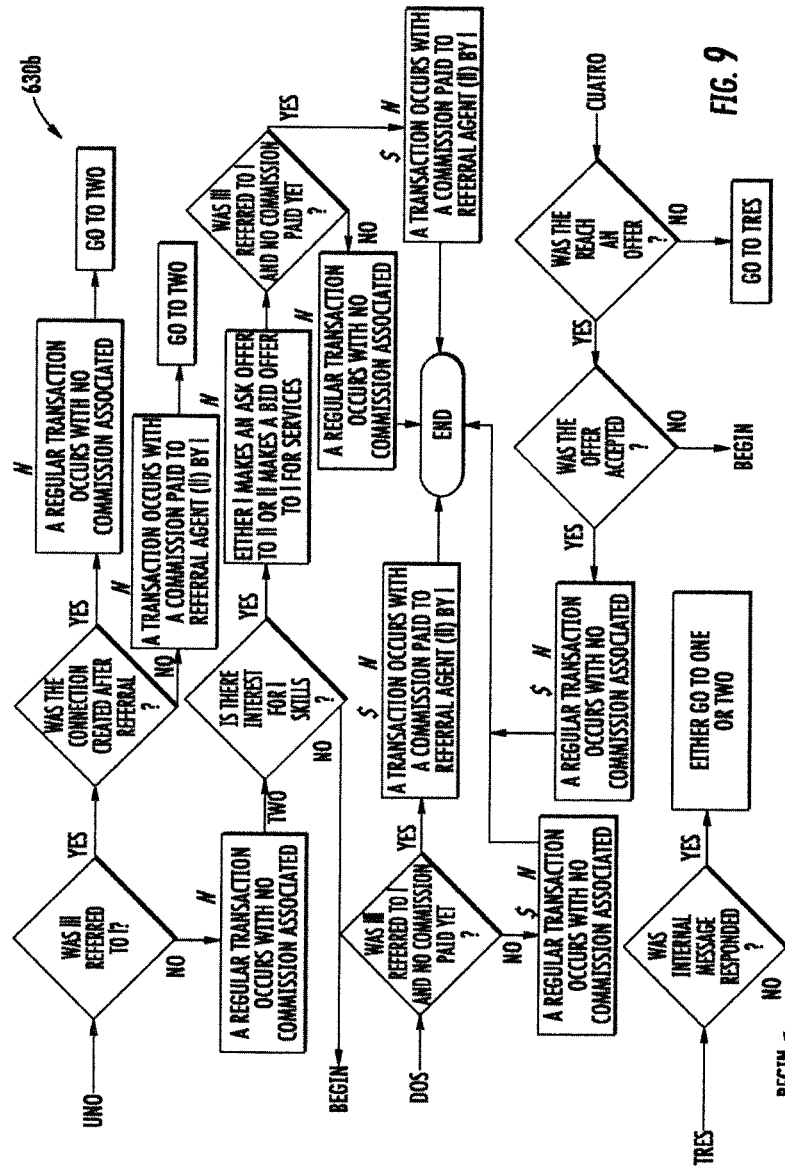 630b
UNO
WAS III
REFERRED
TO I?
YES
NO
WAS THE
CONNECTION
CREATED AFTER
REFERRAL
?
YES
NO
N
A REGULAR TRANSACTION
OCCURS WITH NO
COMMISSION ASSOCIATED
GO TO TWO
N
A TRANSACTION OCCURS WITH
A COMMISSION PAID TO
REFERRAL AGENT (II) BY I
GO TO TWO
N
A REGULAR TRANSACTION
OCCURS WITH NO
COMMISSION ASSOCIATED
TWO
IS THERE
INTEREST
FOR I
SKILLS
?
YES
NO
BEGIN
N
EITHER I MAKES AN ASK OFFER
TO II OR II MAKES A BID OFFER
TO I FOR SERVICES
WAS III
REFERRED TO I
AND NO COMMISSION
PAID YET
?
YES
NO
N
A REGULAR TRANSACTION
OCCURS WITH NO
COMMISSION ASSOCIATED
$ N
A TRANSACTION OCCURS WITH
A COMMISSION PAID TO
REFERRAL AGENT (II) BY I
END
DOS
WAS III
REFERRED TO I
AND NO COMMISSION
PAID YET
?
YES
NO
$ N
A TRANSACTION OCCURS WITH
A COMMISSION PAID TO
REFERRAL AGENT (II) BY I
$ N
A REGULAR TRANSACTION
OCCURS WITH NO
COMMISSION ASSOCIATED
CUATRO
WAS THE
REACH
AN
OFFER
?
YES
NO
GO TO TRES
WAS THE
OFFER
ACCEPTED
?
YES
NO
BEGIN
$ N
A REGULAR TRANSACTION
OCCURS WITH NO
COMMISSION ASSOCIATED
TRES
WAS
INTERNAL
MESSAGE
RESPONDED
?
YES
NO
BEGIN
EITHER GO TO ONE
OR TWO
FIG. 9